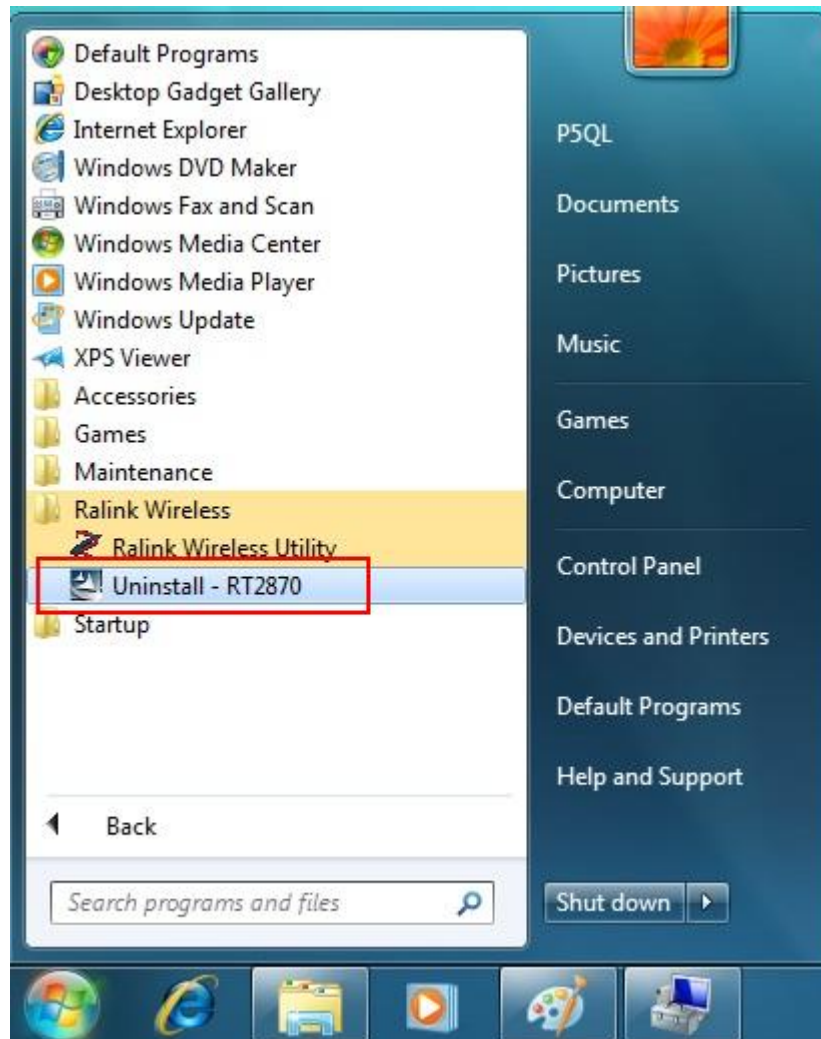 Default Programs
Desktop Gadget Gallery
Internet Explorer
Windows DVD Maker
Windows Fax and Scan
Windows Media Center
Windows Media Player
Windows Update
XPS Viewer
Accessories
Games
Maintenance
Ralink Wireless
Ralink Wireless Utility
Uninstall - RT2870
Startup
Back
Search programs and files
P5QL
Documents
Pictures
Music
Games
Computer
Control Panel
Devices and Printers
Default Programs
Help and Support
Shut down